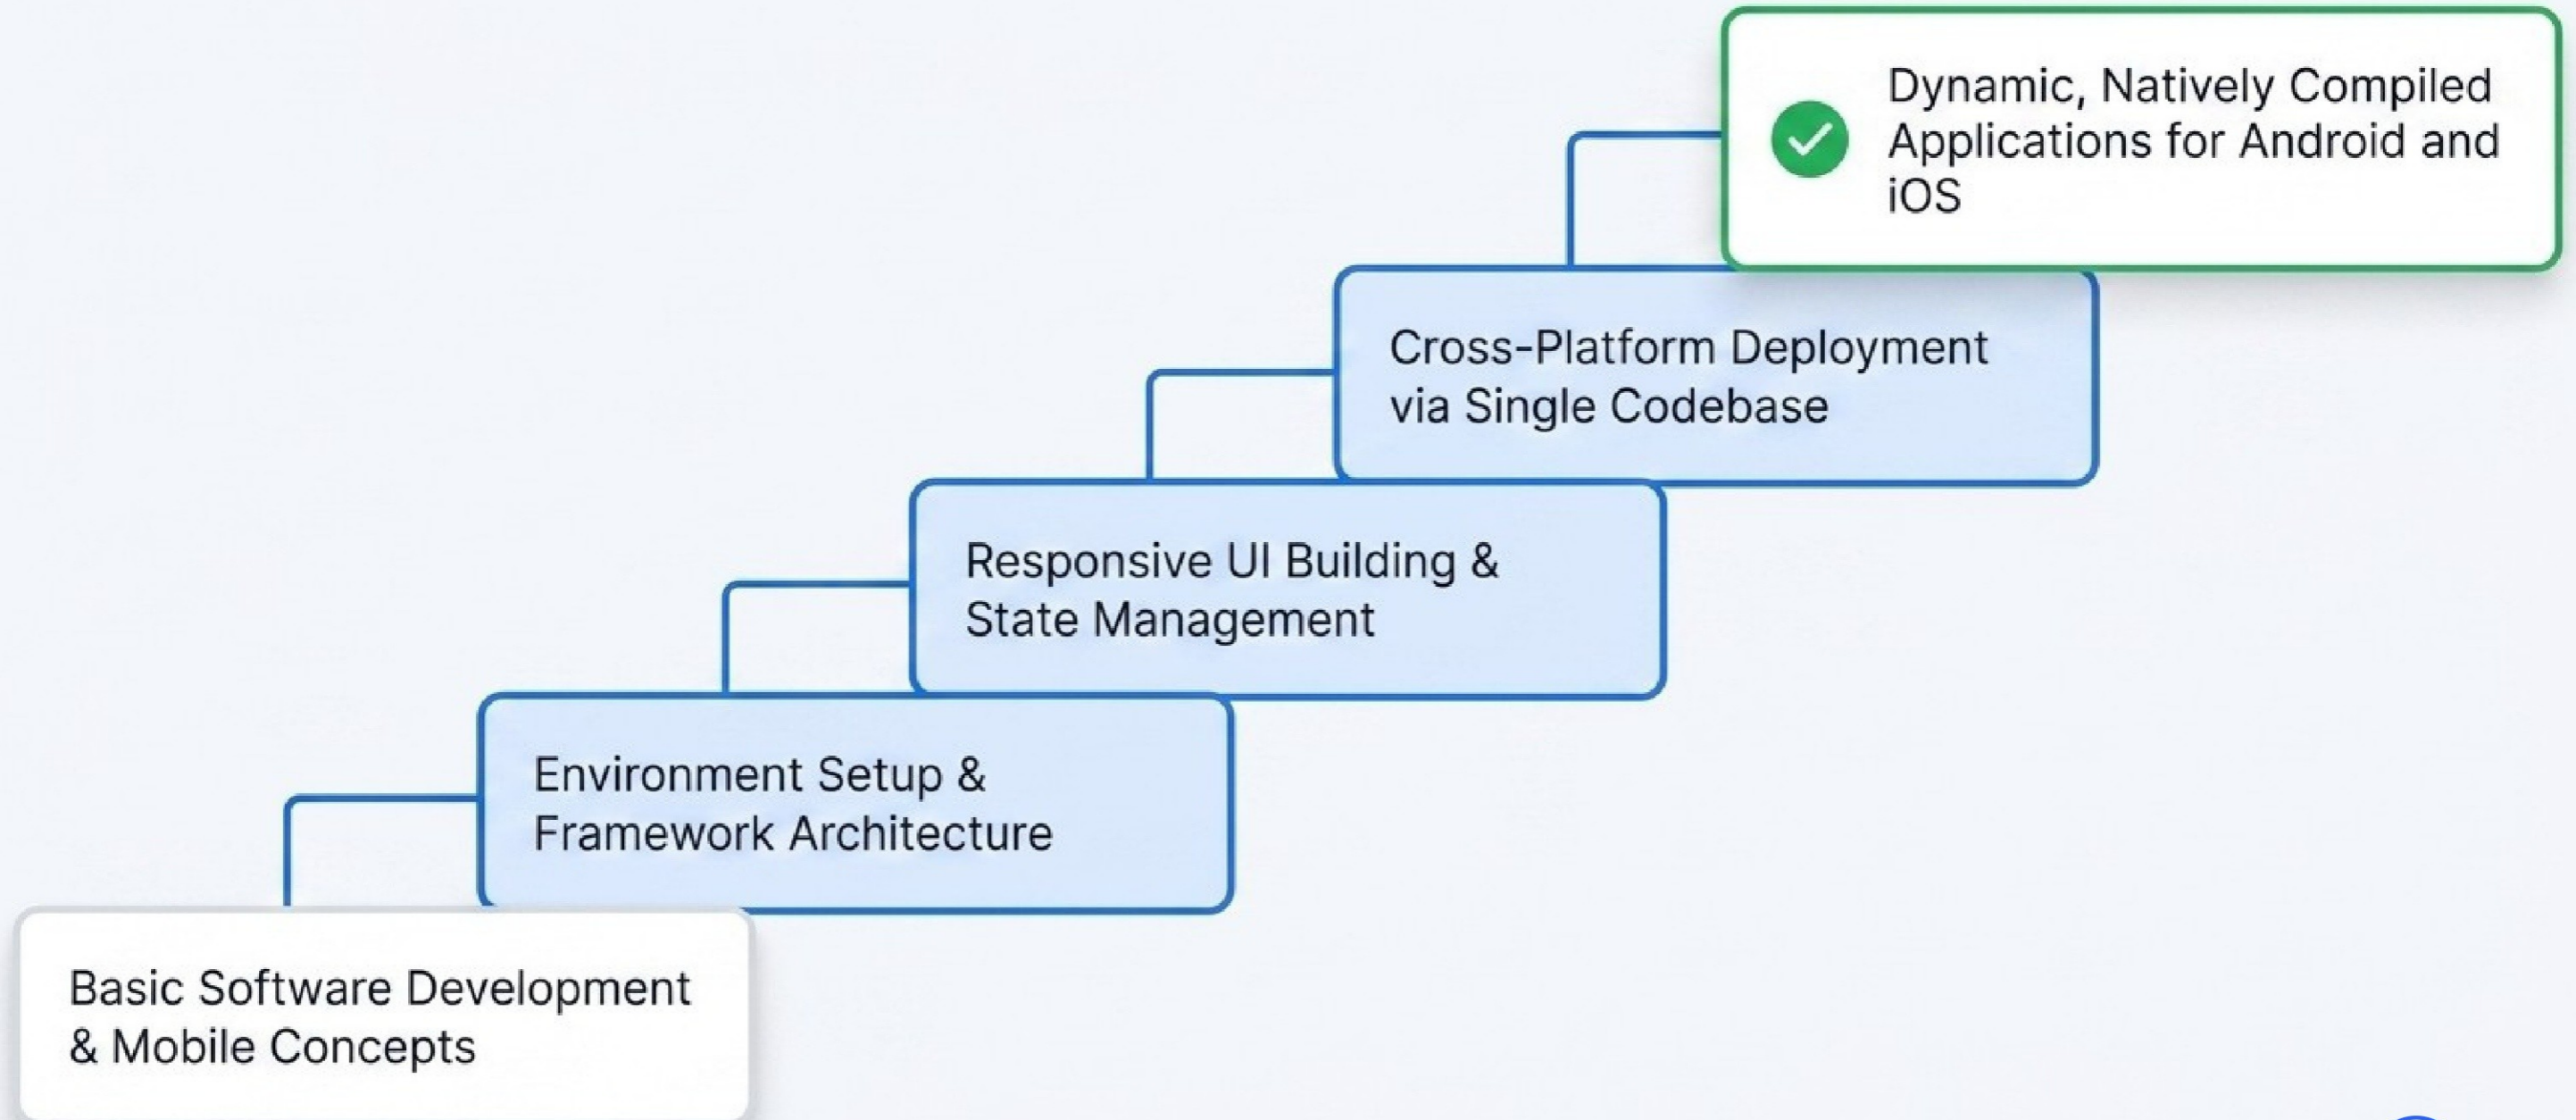 Dynamic, Natively Compiled
Applications for Android and
iOS
Cross-Platform Deployment
via Single Codebase
Responsive UI Building &
State Management
Environment Setup &
Framework Architecture
Basic Software Development
& Mobile Concepts